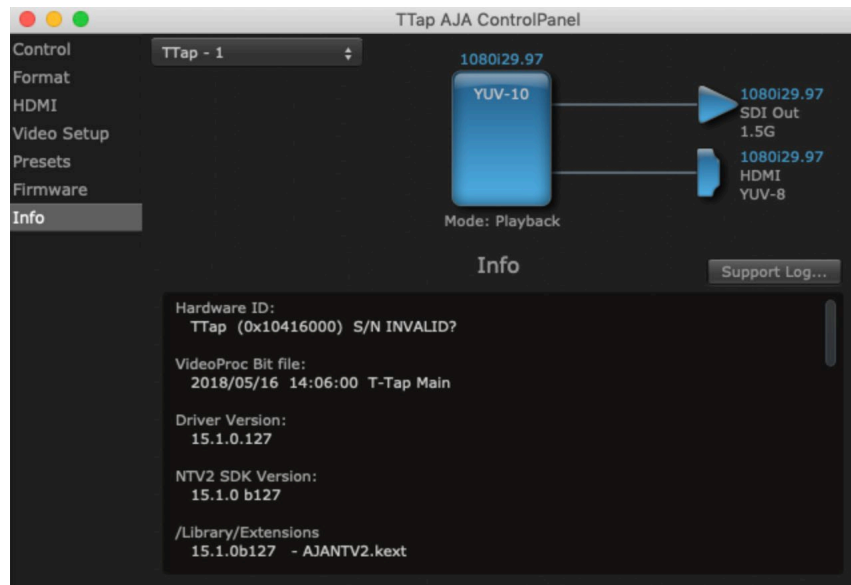 TTap AJA ControlPanel
Control
Format
HDMI
Video Setup
Presets
Firmware
Info
TTap - 1
1080i29.97
YUV-10
Mode: Playback
1080i29.97
SDI Out
1.5G
1080i29.97
HDMI
YUV-8
Info
Support Log...
Hardware ID:
TTap (0x10416000) S/N INVALID?
VideoProc Bit file:
2018/05/16 14:06:00 T-Tap Main
Driver Version:
15.1.0.127
NTV2 SDK Version:
15.1.0 b127
/Library/Extensions
15.1.0b127 - AJANTV2.kext